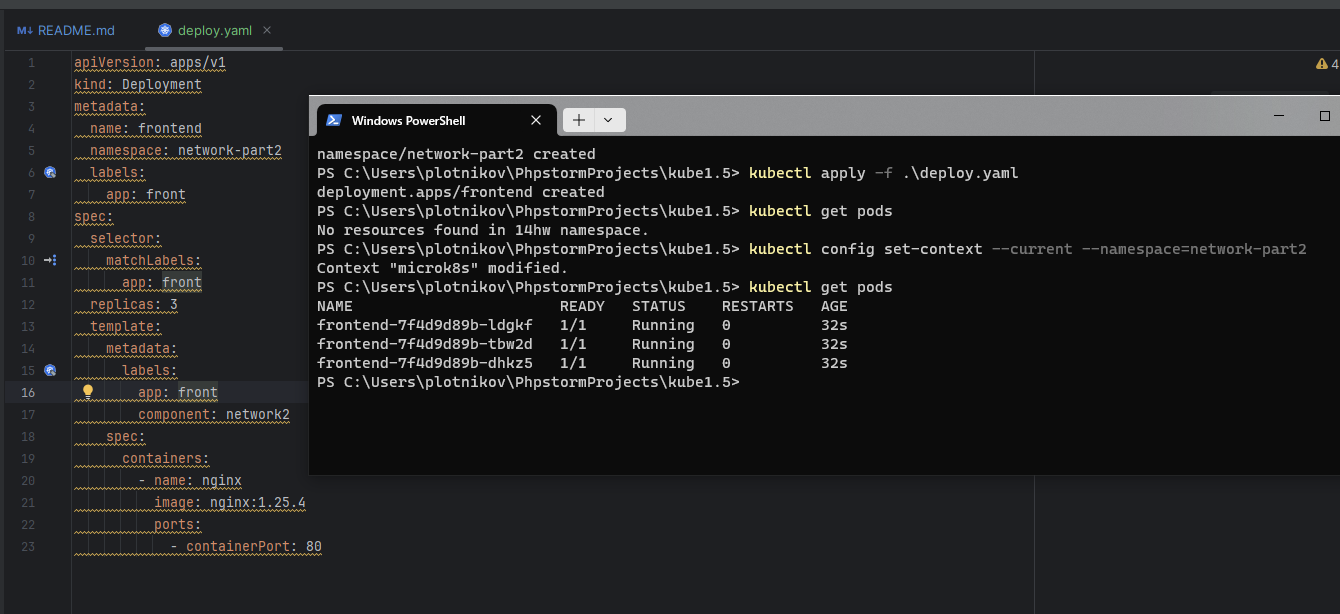 M↓ README.md
deploy.yaml ×
1 apiVersion: apps/v1
2 kind: Deployment
3 metadata:
4   name: frontend
5   namespace: network-part2
6   labels:
7     app: front
8 spec:
9   selector:
10     matchLabels:
11       app: front
12   replicas: 3
13   template:
14     metadata:
15       labels:
16         app: front
17         component: network2
18     spec:
19       containers:
20         - name: nginx
21           image: nginx:1.25.4
22           ports:
23             - containerPort: 80
4
Windows PowerShell
namespace/network-part2 created
PS C:\Users\plotnikov\PhpstormProjects\kube1.5> kubectl apply -f .\deploy.yaml
deployment.apps/frontend created
PS C:\Users\plotnikov\PhpstormProjects\kube1.5> kubectl get pods
No resources found in 14hw namespace.
PS C:\Users\plotnikov\PhpstormProjects\kube1.5> kubectl config set-context --current --namespace=network-part2
Context "microk8s" modified.
PS C:\Users\plotnikov\PhpstormProjects\kube1.5> kubectl get pods
NAME                        READY   STATUS    RESTARTS   AGE
frontend-7f4d9d89b-ldgkf   1/1     Running   0          32s
frontend-7f4d9d89b-tbw2d   1/1     Running   0          32s
frontend-7f4d9d89b-dhkz5   1/1     Running   0          32s
PS C:\Users\plotnikov\PhpstormProjects\kube1.5>